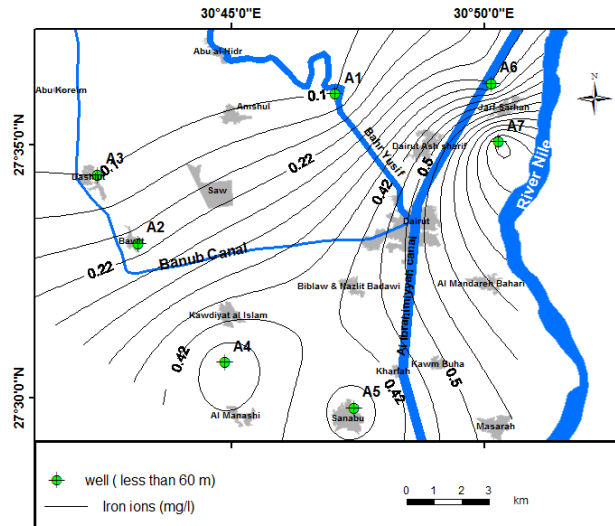 30°45'0"E
30°50'0"E
Abu al Hidr
A1
A6
Abu Koreim
0.1
Amshul
Jarf Sarhan
27°35'0"N
Bahr Yusif
Dairut Ash sharif
A7
A3
0.1
Dashlut
0.22
0.5
Saw
0.42
River Nile
A2
Bawit
Dairut
Banub Canal
0.22
Al Ibrahimiyyah canal
Biblaw & Nazlit Badawi
Al Mandareh Bahari
Kawdiyat al Islam
0.42
A4
Kharfah
Kawm Buha
0.5
27°30'0"N
A5
0.42
Al Manashi
Sanabu
Masarah
well ( less than 60 m)
Iron ions (mg/l)
0 1 2 3
km